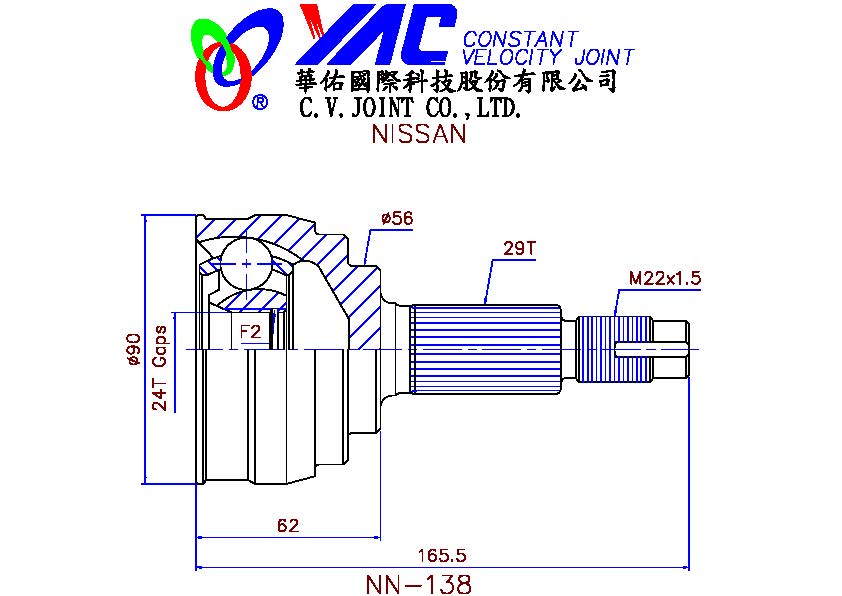 YAC CONSTANT
VELOCITY JOINT
華佑國際科技股份有限公司
®
C.V.JOINT CO.,LTD.
NISSAN
ø56
29T
M22x1.5
F2
ø90
24T Gaps
62
165.5
NN-138